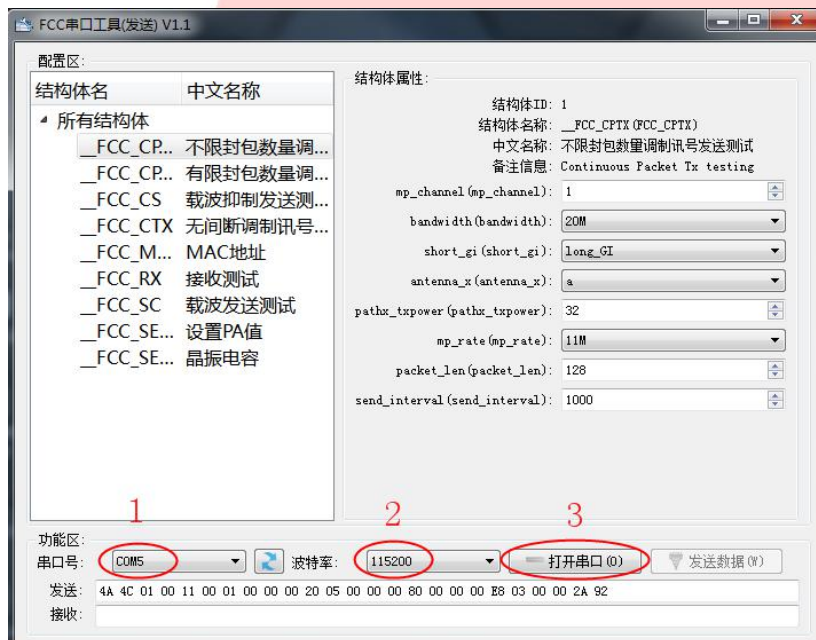 FCC串口工具(发送) V1.1
配置区:
结构体名 中文名称
所有结构体
__FCC_CP... 不限封包数量调...
__FCC_CP... 有限封包数量调...
__FCC_CS 载波抑制发送测...
__FCC_CTX 无间断调制讯号...
__FCC_M... MAC地址
__FCC_RX 接收测试
__FCC_SC 载波发送测试
__FCC_SE... 设置PA值
__FCC_SE... 晶振电容
结构体属性:
结构体ID: 1
结构体名称: __FCC_CPTX(FCC_CPTX)
中文名称: 不限封包数量调制讯号发送测试
备注信息: Continuous Packet Tx testing
mp_channel(mp_channel): 1
bandwidth(bandwidth): 20M
short_gi(short_gi): long_GI
antenna_x(antenna_x): a
pathx_txpower(pathx_txpower): 32
mp_rate(mp_rate): 11M
packet_len(packet_len): 128
send_interval(send_interval): 1000
1 2 3
功能区:
串口号: COM5 波特率: 115200 打开串口(O) 发送数据(W)
发送: 4A 4C 01 00 11 00 01 00 00 00 20 05 00 00 00 80 00 00 00 E8 03 00 00 2A 92
接收: